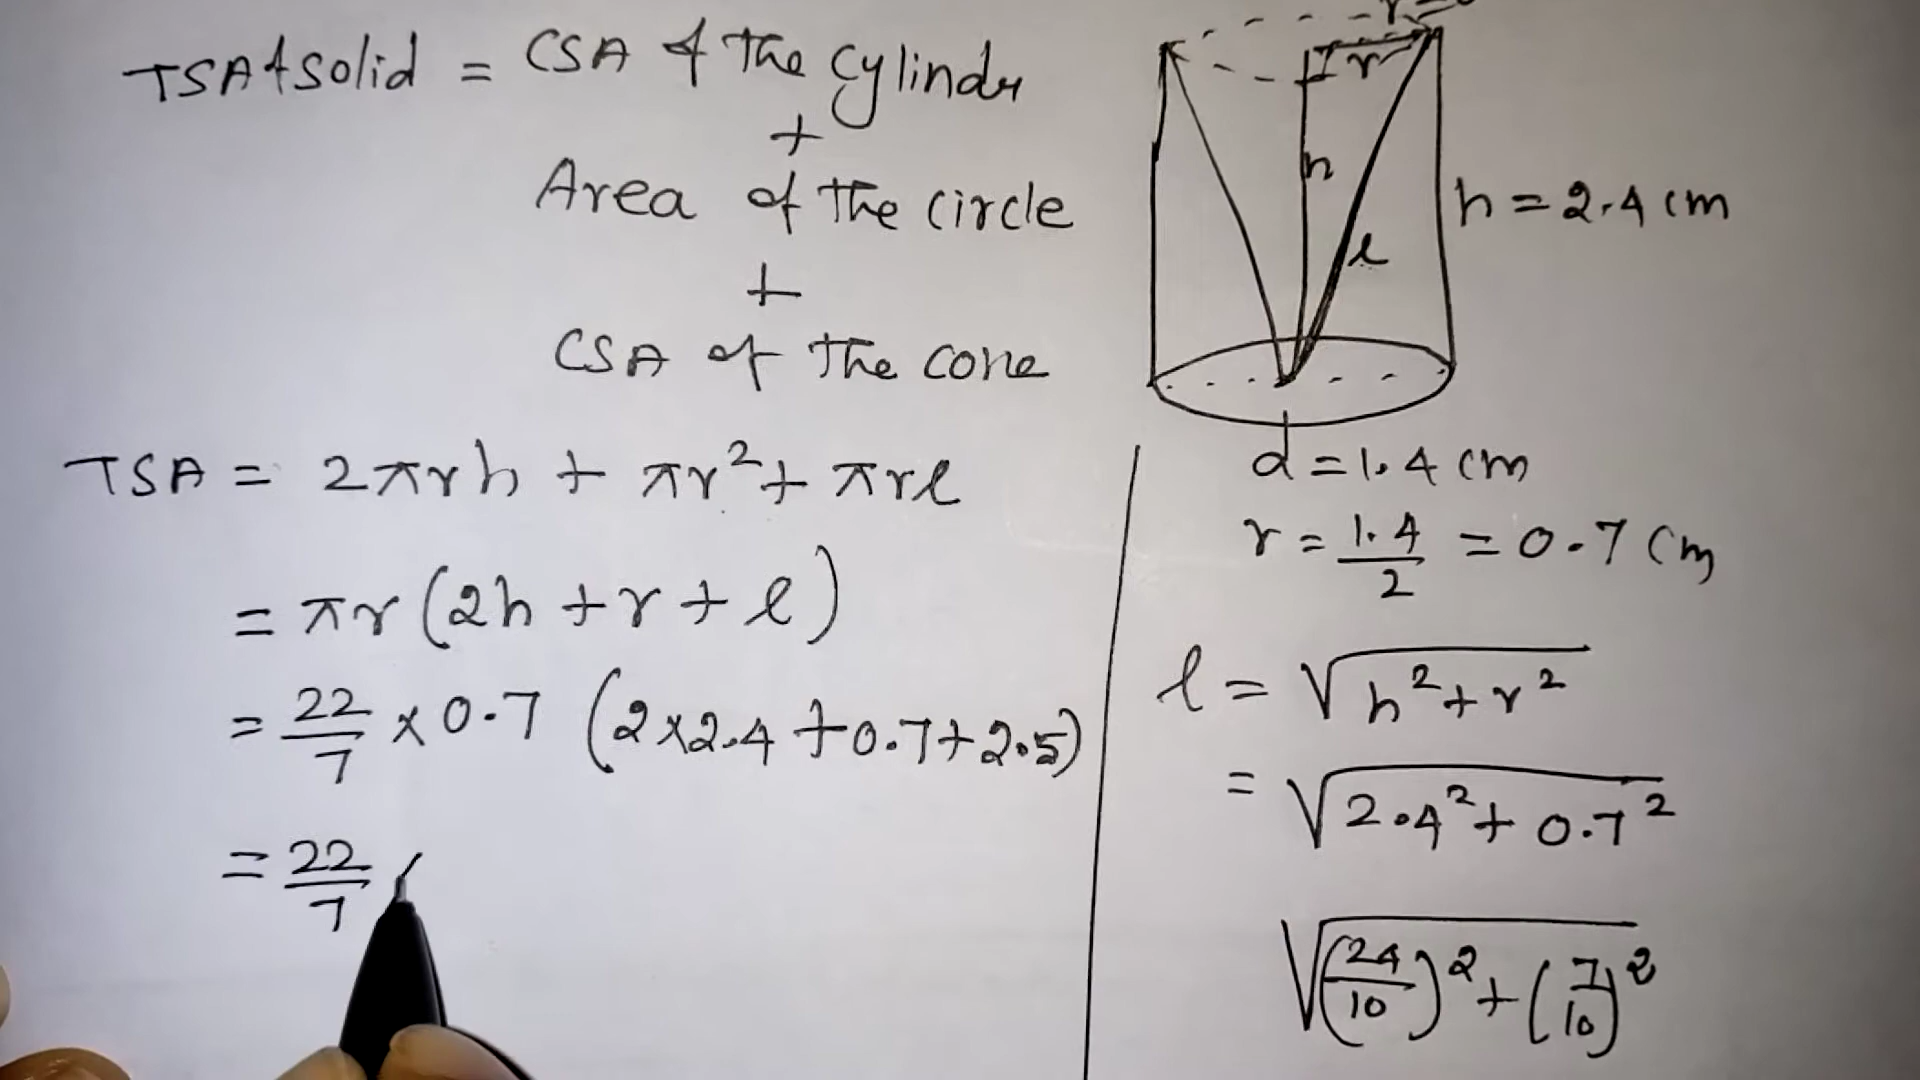 TSA of solid = CSA of the cylindr
+
Area of the circle
+
CSA of the cone
TSA = 2πrh + πr² + πrl
= πr (2h + r + l)
= 22/7 × 0.7 (2×2.4 + 0.7 + 2.5)
= 22/7
r
h
l
h = 2.4 cm
d = 1.4 cm
r = 1.4/2 = 0.7 cm
l = √(h² + r²)
= √(2.4² + 0.7²)
√((24/10)² + (7/10)²)